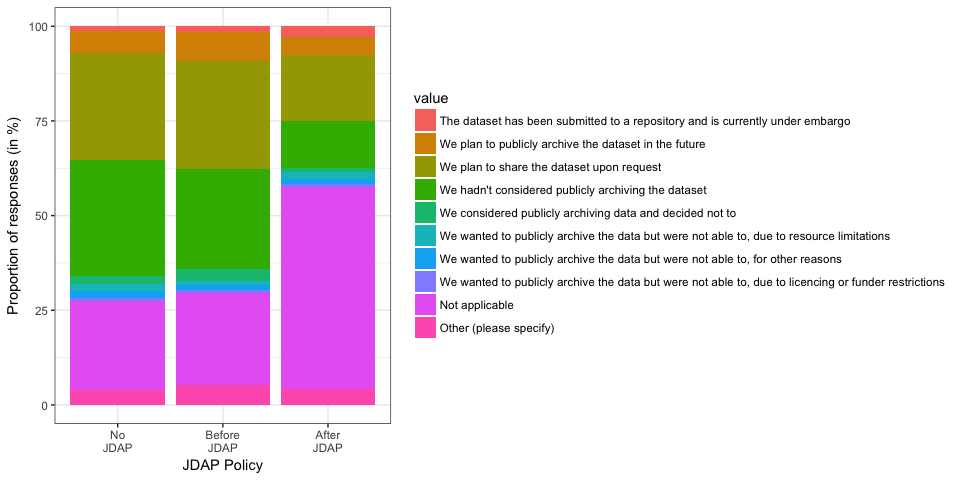 100
75
50
25
0
Proportion of responses (in %)
No
JDAP
Before
JDAP
After
JDAP
JDAP Policy
value
The dataset has been submitted to a repository and is currently under embargo
We plan to publicly archive the dataset in the future
We plan to share the dataset upon request
We hadn't considered publicly archiving the dataset
We considered publicly archiving data and decided not to
We wanted to publicly archive the data but were not able to, due to resource limitations
We wanted to publicly archive the data but were not able to, for other reasons
We wanted to publicly archive the data but were not able to, due to licencing or funder restrictions
Not applicable
Other (please specify)